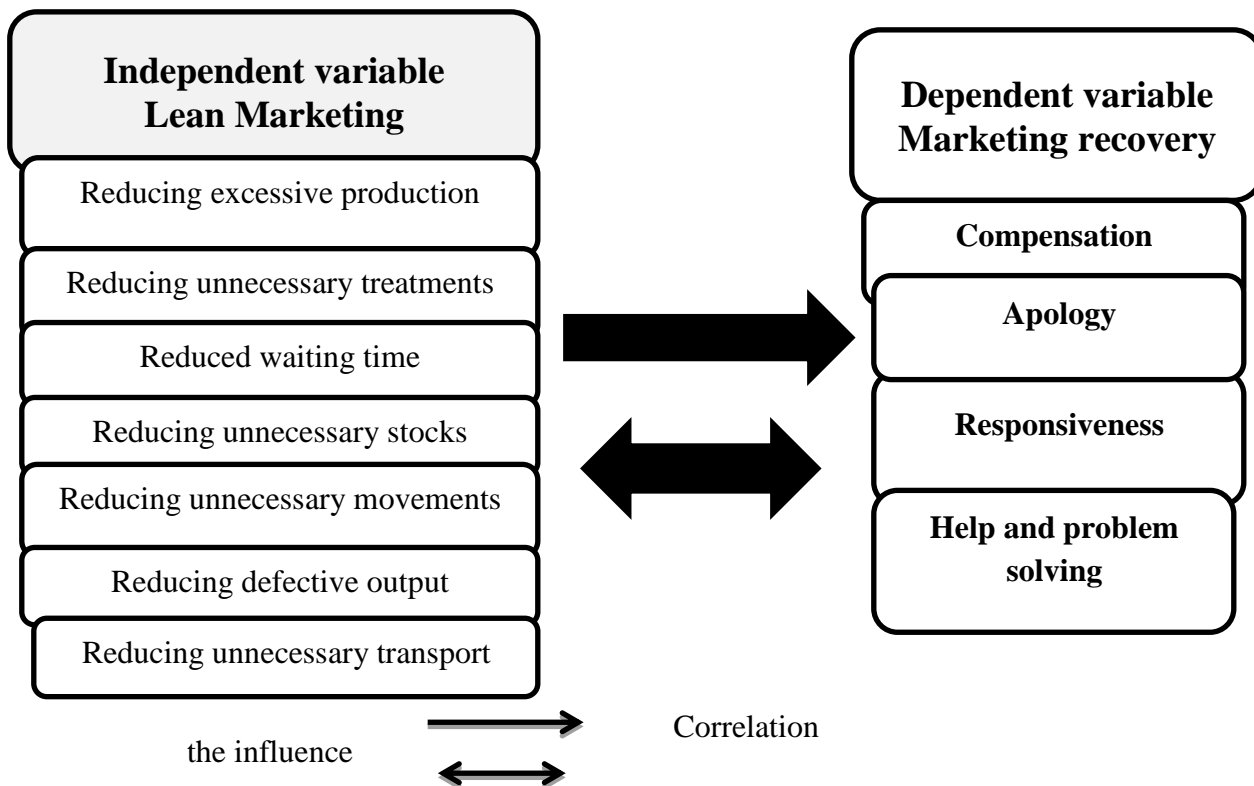 Independent variable
Lean Marketing
Reducing excessive production
Reducing unnecessary treatments
Reduced waiting time
Reducing unnecessary stocks
Reducing unnecessary movements
Reducing defective output
Reducing unnecessary transport
Dependent variable
Marketing recovery
Compensation
Apology
Responsiveness
Help and problem
solving
Correlation
the influence